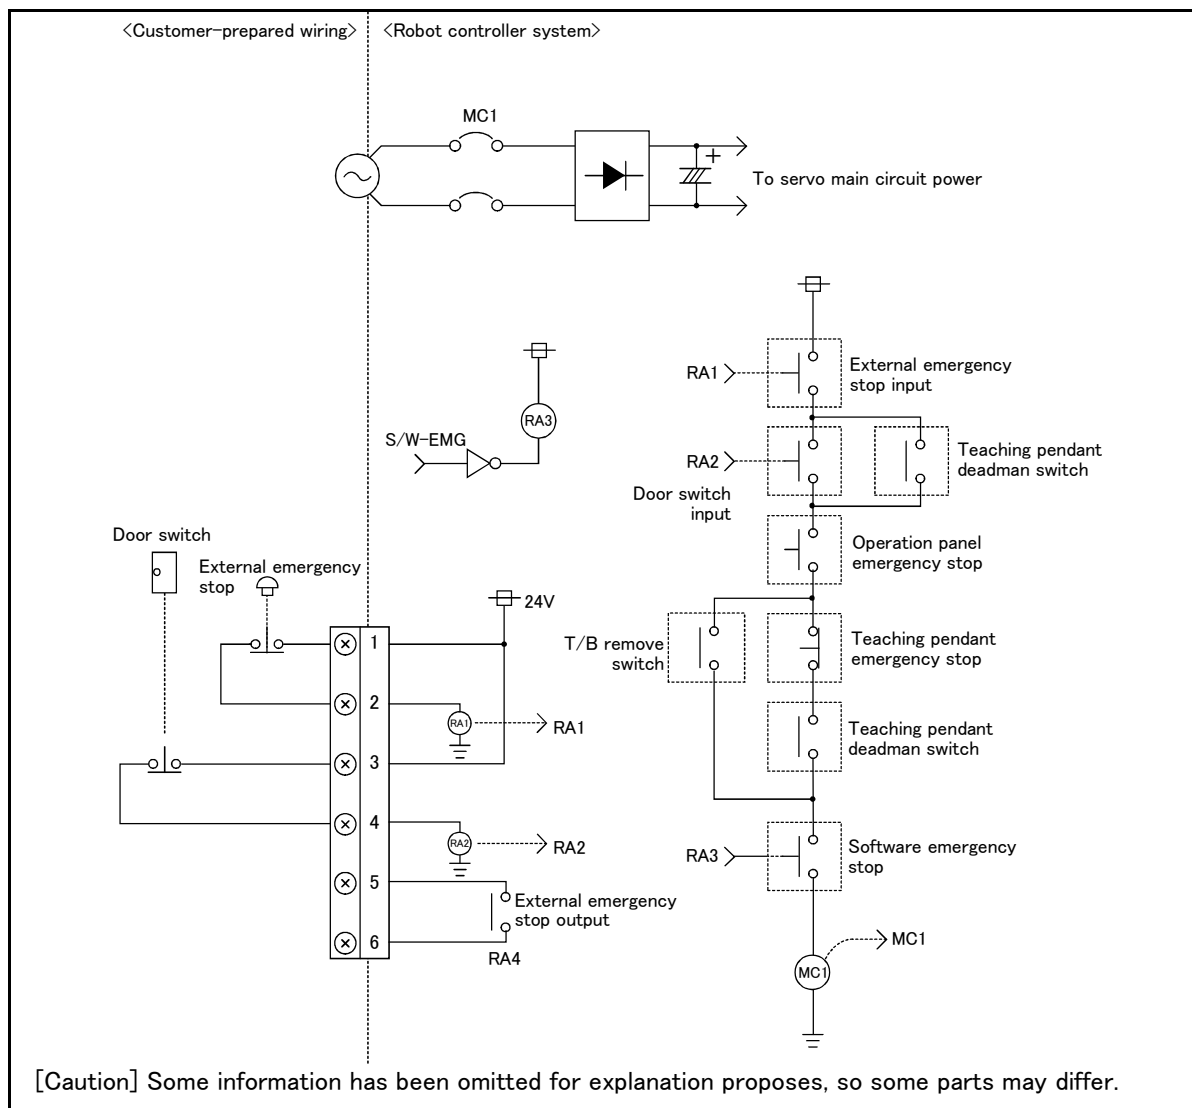 <Customer-prepared wiring>
<Robot controller system>
MC1
To servo main circuit power
RA1
External emergency
stop input
RA3
S/W-EMG
RA2
Door switch
input
Teaching pendant
deadman switch
Operation panel
emergency stop
Door switch
External emergency
stop
24V
1
T/B remove
switch
Teaching pendant
emergency stop
2
RA1
RA1
Teaching pendant
deadman switch
3
4
RA2
RA2
RA3
Software emergency
stop
5
External emergency
stop output
6
RA4
MC1
MC1
[Caution] Some information has been omitted for explanation proposes, so some parts may differ.